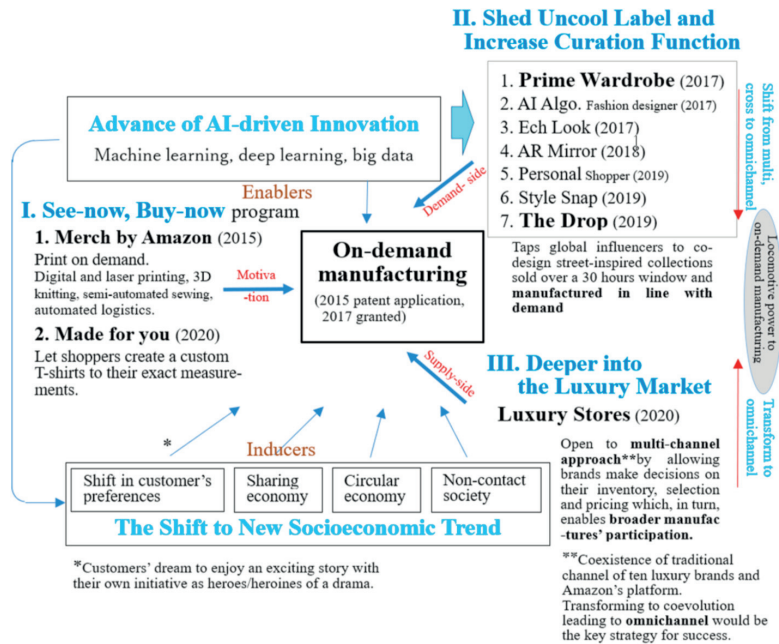 II. Shed Uncool Label and
Increase Curation Function
1. Prime Wardrobe (2017)
2. AI Algo. Fashion designer (2017)
3. Ech Look (2017)
4. AR Mirror (2018)
5. Personal Shopper (2019)
6. Style Snap (2019)
7. The Drop (2019)
Taps global influencers to co-
design street-inspired collections
sold over a 30 hours window and
manufactured in line with
demand
Shift from multi,
cross to omnichannel
Locomotive power to
on-demand manufacturing
Transform to
omnichannel
Advance of AI-driven Innovation
Machine learning, deep learning, big data
Enablers
Demand- side
I. See-now, Buy-now program
1. Merch by Amazon (2015)
Print on demand.
Digital and laser printing, 3D
knitting, semi-automated sewing,
automated logistics.
2. Made for you (2020)
Let shoppers create a custom
T-shirts to their exact measure-
ments.
Motiva
-tion
On-demand
manufacturing
(2015 patent application,
2017 granted)
Supply-side
III. Deeper into
the Luxury Market
Luxury Stores (2020)
Open to multi-channel
approach**by allowing
brands make decisions on
their inventory, selection
and pricing which, in turn,
enables broader manufac
-tures' participation.
**Coexistence of traditional
channel of ten luxury brands and
Amazon's platform.
Transforming to coevolution
leading to omnichannel would be
the key strategy for success.
*
Inducers
Shift in customer's
preferences
Sharing
economy
Circular
economy
Non-contact
society
The Shift to New Socioeconomic Trend
*Customers' dream to enjoy an exciting story with
their own initiative as heroes/heroines of a drama.